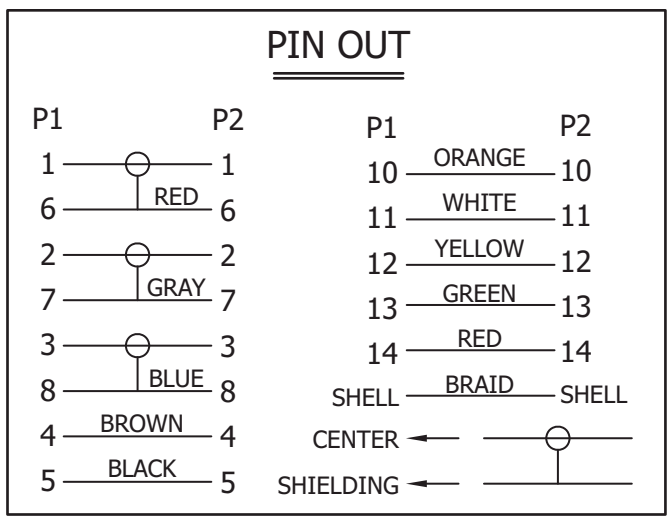 PIN OUT
P1 P2
1 1
RED
6 6
2 2
GRAY
7 7
3 3
BLUE
8 8
BROWN
4 4
BLACK
5 5
P1 P2
ORANGE
10 10
WHITE
11 11
YELLOW
12 12
GREEN
13 13
RED
14 14
BRAID
SHELL SHELL
CENTER
SHIELDING